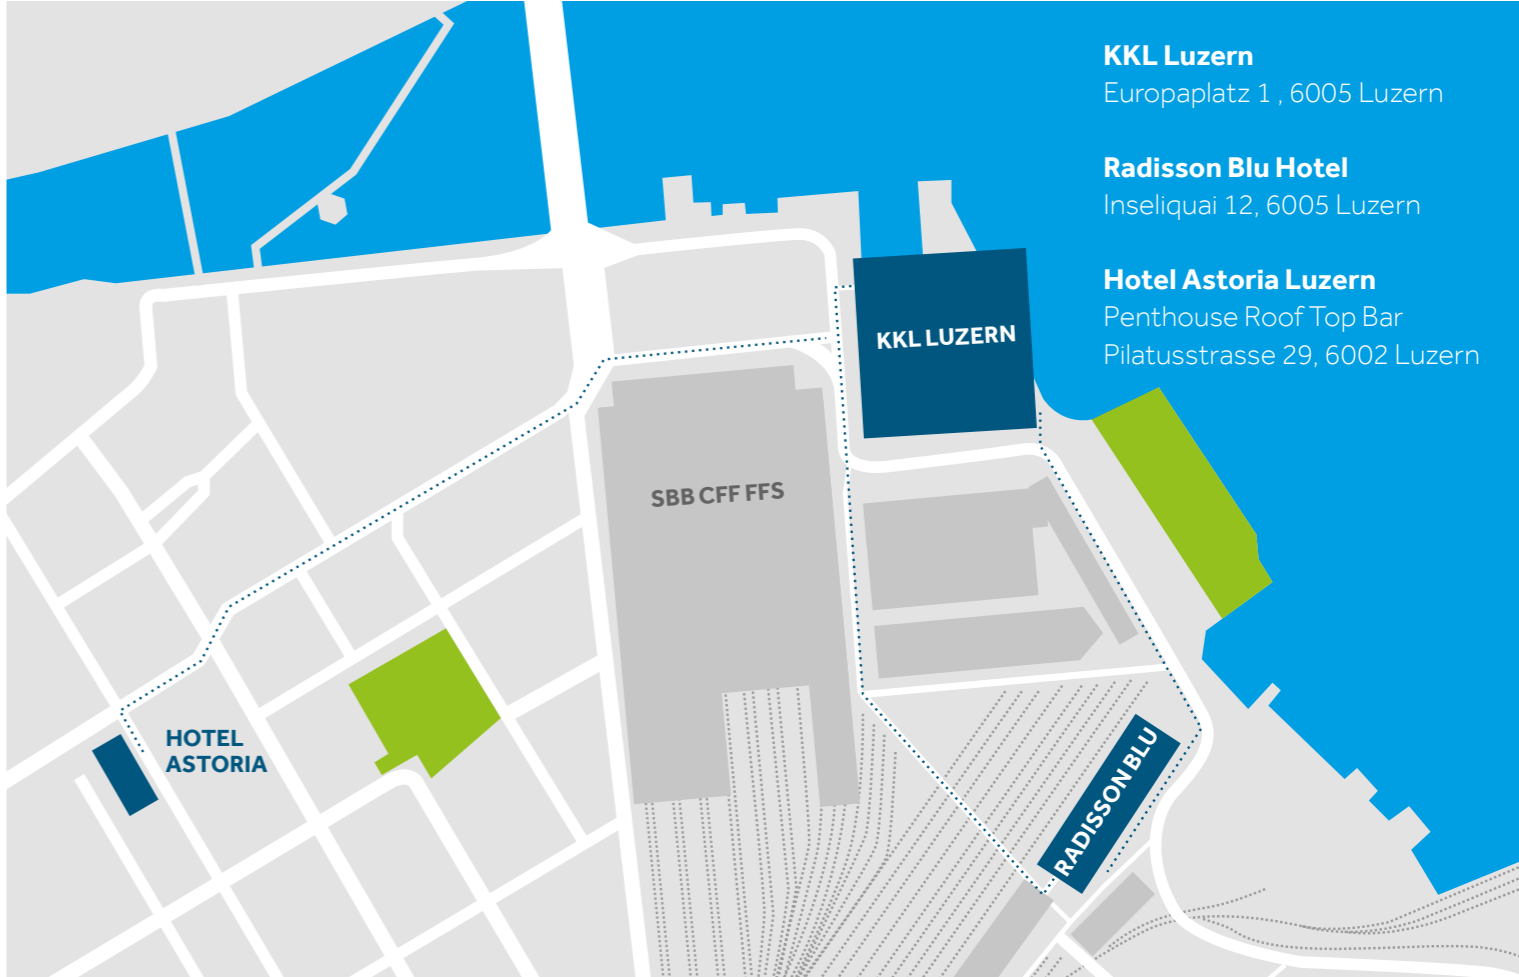 KKL Luzern
Europaplatz 1 , 6005 Luzern
Radisson Blu Hotel
Inseliquai 12, 6005 Luzern
Hotel Astoria Luzern
Penthouse Roof Top Bar
Pilatusstrasse 29, 6002 Luzern
KKL LUZERN
SBB CFF FFS
HOTEL
ASTORIA
RADISSON BLU